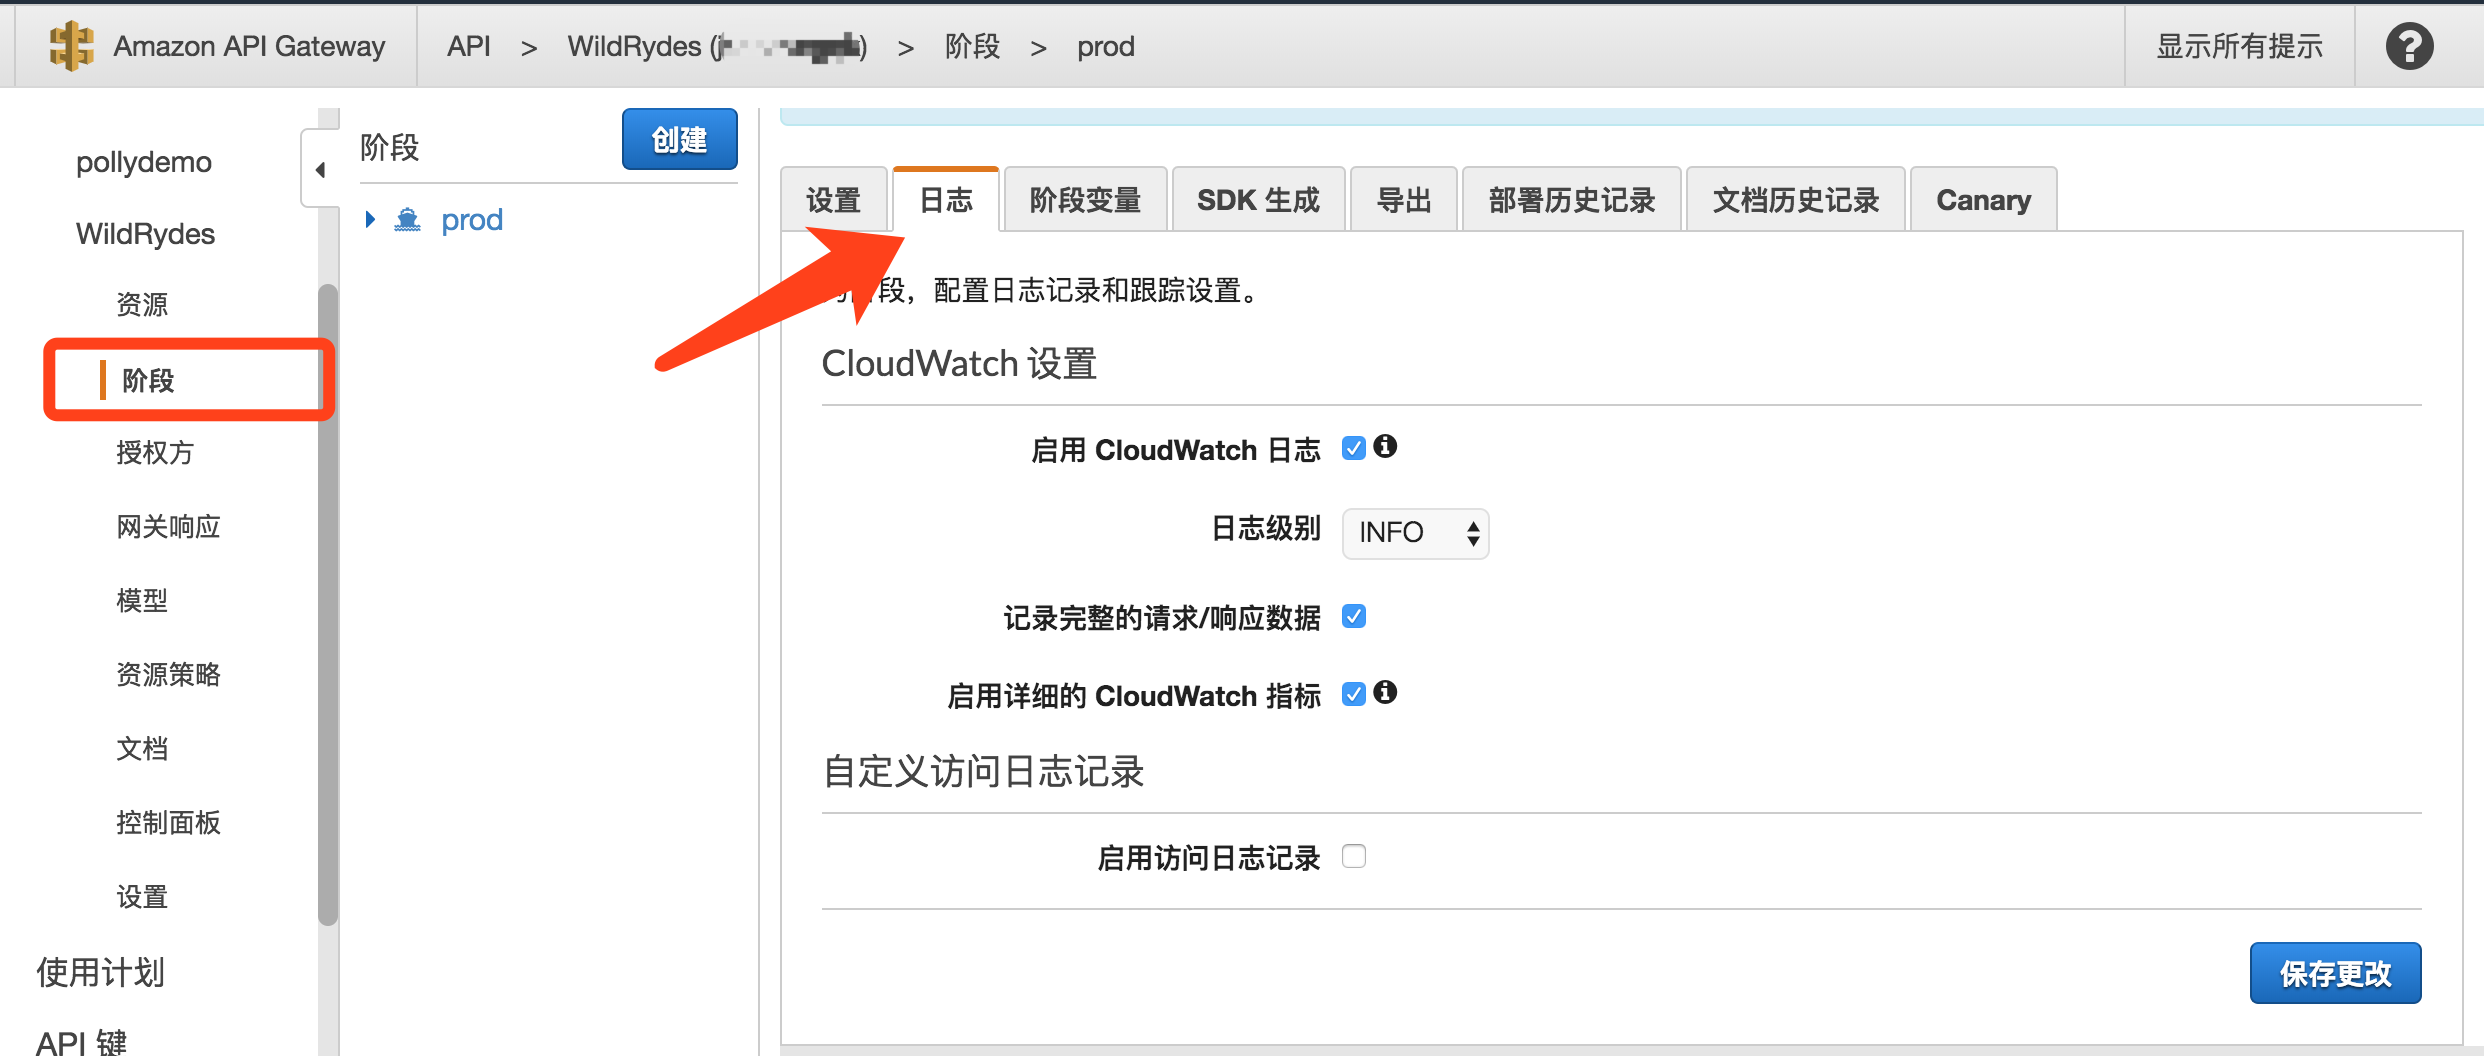 Amazon API Gateway
API > WildRydes (j ) > 阶段 > prod
显示所有提示
pollydemo
WildRydes
资源
阶段
授权方
网关响应
模型
资源策略
文档
控制面板
设置
使用计划
API 键
阶段
创建
prod
设置
日志
阶段变量
SDK 生成
导出
部署历史记录
文档历史记录
Canary
段，配置日志记录和跟踪设置。
CloudWatch 设置
启用 CloudWatch 日志
日志级别 INFO
记录完整的请求/响应数据
启用详细的 CloudWatch 指标
自定义访问日志记录
启用访问日志记录
保存更改